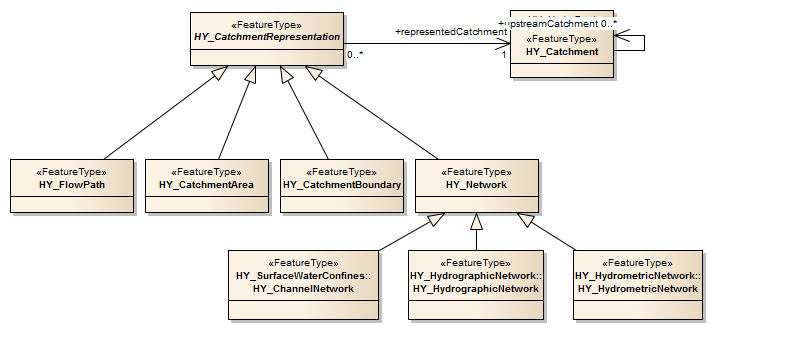 «FeatureType»
HY_CatchmentRepresentation
0..*
+representedCatchment
1
+upstreamCatchment 0..*
«FeatureType»
HY_Catchment
«FeatureType»
HY_FlowPath
«FeatureType»
HY_CatchmentArea
«FeatureType»
HY_CatchmentBoundary
«FeatureType»
HY_Network
«FeatureType»
HY_SurfaceWaterConfines::
HY_ChannelNetwork
«FeatureType»
HY_HydrographicNetwork::
HY_HydrographicNetwork
«FeatureType»
HY_HydrometricNetwork::
HY_HydrometricNetwork